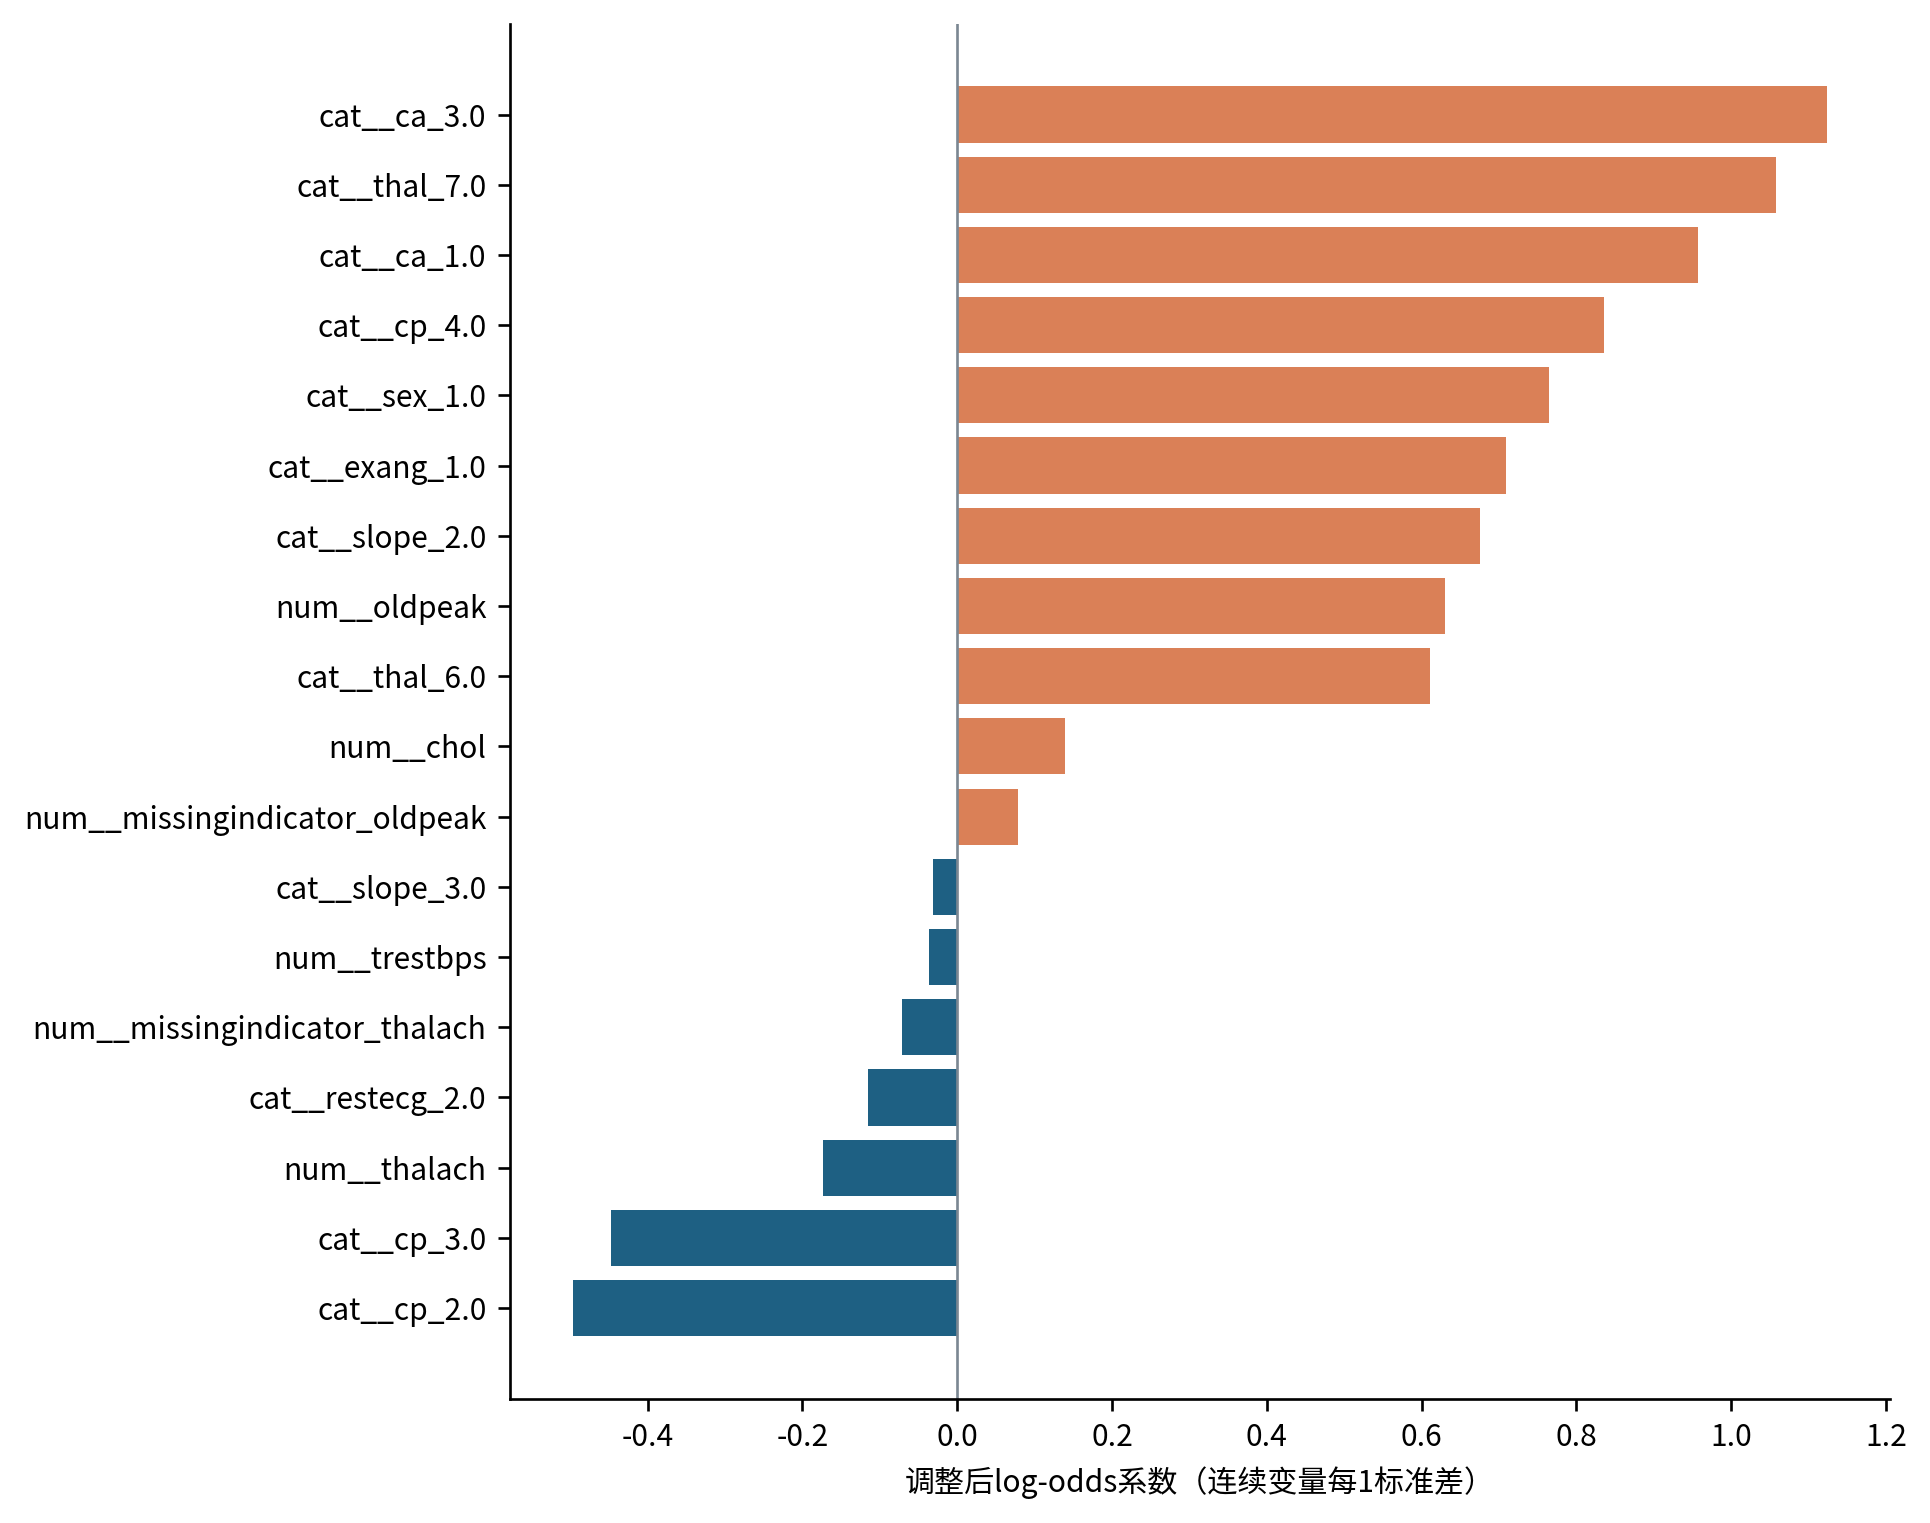 cat__ca_3.0
cat__thal_7.0
cat__ca_1.0
cat__cp_4.0
cat__sex_1.0
cat__exang_1.0
cat__slope_2.0
num__oldpeak
cat__thal_6.0
num__chol
num__missingindicator_oldpeak
cat__slope_3.0
num__trestbps
num__missingindicator_thalach
cat__restecg_2.0
num__thalach
cat__cp_3.0
cat__cp_2.0
-0.4 -0.2 0.0 0.2 0.4 0.6 0.8 1.0 1.2
调整后log-odds系数（连续变量每1标准差）